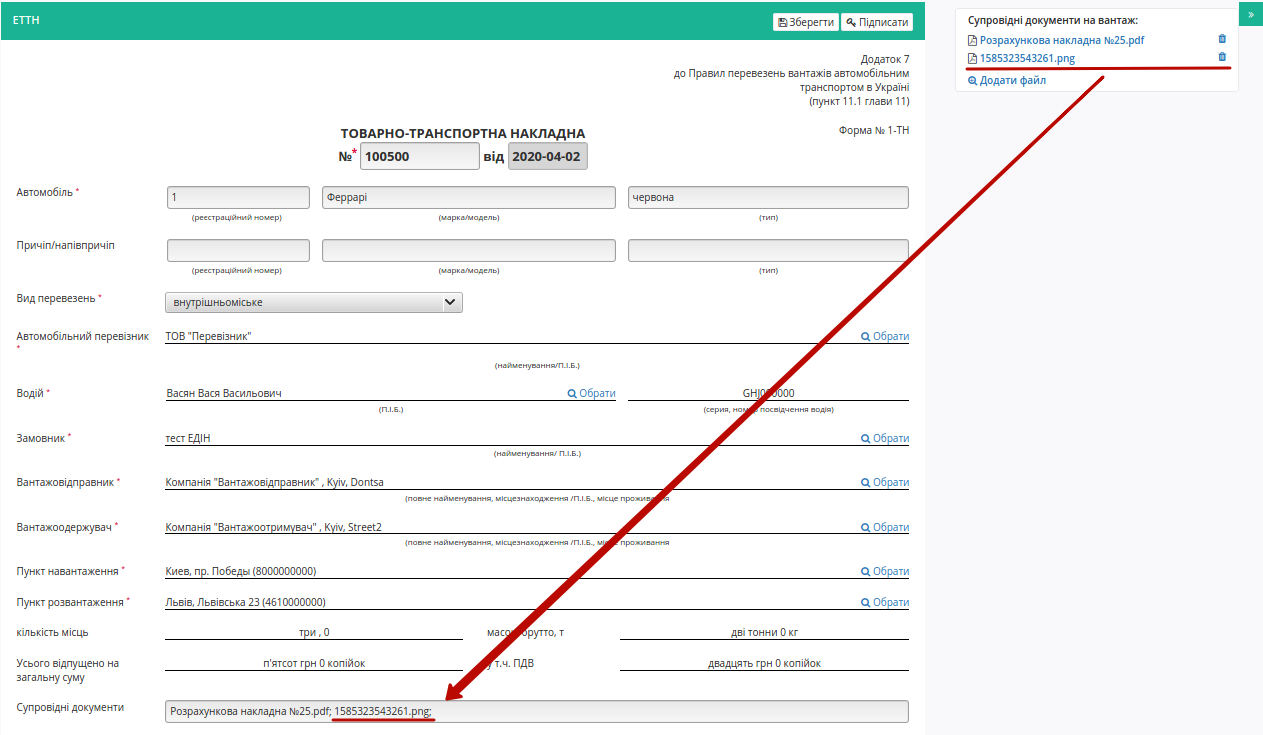 ЕТТН
Зберегти
Підписати
Додаток 7
до Правил перевезень вантажів автомобільним
транспортом в Україні
(пункт 11.1 глави 11)
ТОВАРНО-ТРАНСПОРТНА НАКЛАДНА
Форма № 1-ТН
№* 100500 від 2020-04-02
Автомобіль * 1 Феррарі червона
(реєстраційний номер) (марка/модель) (тип)
Причіп/напівпричіп
(реєстраційний номер) (марка/модель) (тип)
Вид перевезень * внутрішньоміське
Автомобільний перевізник * ТОВ "Перевізник" Обрати
(найменування/П.І.Б.)
Водій * Васян Вася Васильович Обрати
(П.І.Б.) (серия, номер посвідчення водія)
Замовник * тест ЕДІН Обрати
(найменування/ П.І.Б.)
Вантажовідправник * Компанія "Вантажовідправник" , Kyiv, Dontsa Обрати
(повне найменування, місцезнаходження /П.І.Б., місце проживання
Вантажоодержувач * Компанія "Вантажоотримувач" , Kyiv, Street2 Обрати
(повне найменування, місцезнаходження /П.І.Б., місце проживання
Пункт навантаження * Киев, пр. Победы (8000000000) Обрати
Пункт розвантаження * Львів, Львівська 23 (4610000000) Обрати
кількість місць три , 0 маса брутто, т дві тонни 0 кг
Усього відпущено на п'ятсот грн 0 копійок у т.ч. ПДВ двадцять грн 0 копійок
загальну суму
Супровідні документи Розрахункова накладна №25.pdf; 1585323543261.png;
Супровідні документи на вантаж:
Розрахункова накладна №25.pdf
1585323543261.png
Додати файл
»